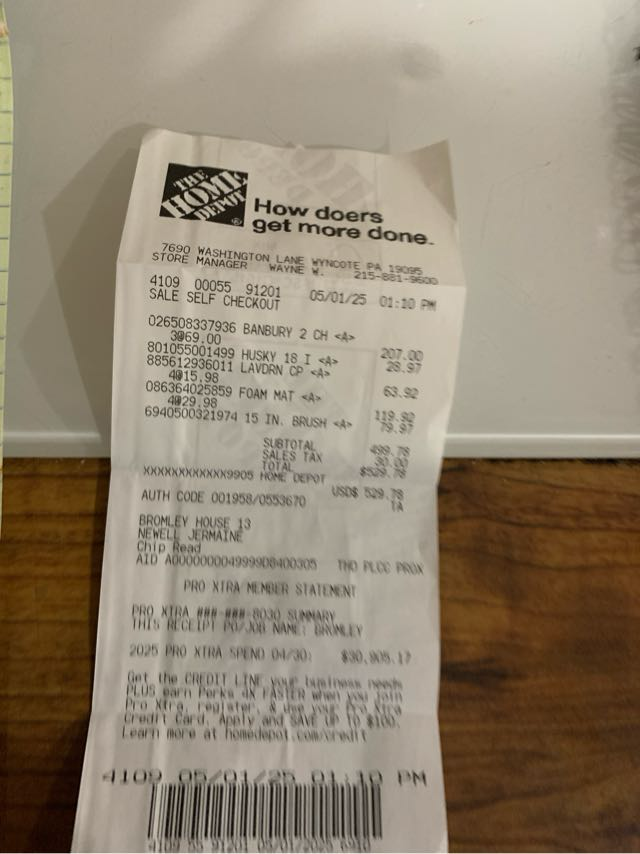 THE
HOME
DEPOT
How doers
get more done.
7690 WASHINGTON LANE WYNCOTE PA 19095
STORE MANAGER WAYNE W. 215-881-9600
4109 00055 91201 05/01/25 01:10 PM
SALE SELF CHECKOUT
026508337936 BANBURY 2 CH <A>
3@69.00 207.00
801055001499 HUSKY 18 I <A> 28.97
885612936011 LAVDRN CP <A>
4@15.98 63.92
086364025859 FOAM MAT <A>
4@29.98 119.92
6940500321974 15 IN. BRUSH <A> 79.97
SUBTOTAL 499.78
SALES TAX 30.00
TOTAL $529.78
XXXXXXXXXXXX9905 HOME DEPOT
USD$ 529.78
AUTH CODE 001958/0553670 TA
BROMLEY HOUSE 13
NEWELL JERMAINE
Chip Read
AID A0000000049999D8400305 THD PLCC PROX
PRO XTRA MEMBER STATEMENT
PRO XTRA ###-###-8030 SUMMARY
THIS RECEIPT PO/JOB NAME: BROMLEY
2025 PRO XTRA SPEND 04/30: $30,905.17
Get the CREDIT LINE your business needs
PLUS earn Perks 4X FASTER when you join
Pro Xtra, register, & use your Pro Xtra
Credit Card. Apply and SAVE UP TO $100.
Learn more at homedepot.com/credit
4109 05/01/25 01:10 PM
4109 55 91201 05/01/2025 6910